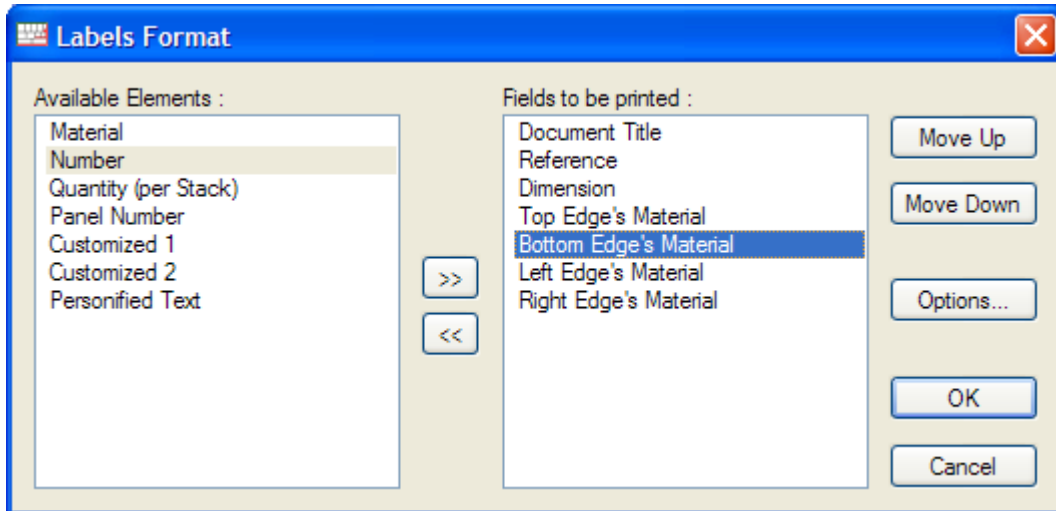 Labels Format
Available Elements :
Material
Number
Quantity (per Stack)
Panel Number
Customized 1
Customized 2
Personified Text
>>
<<
Fields to be printed :
Document Title
Reference
Dimension
Top Edge's Material
Bottom Edge's Material
Left Edge's Material
Right Edge's Material
Move Up
Move Down
Options...
OK
Cancel